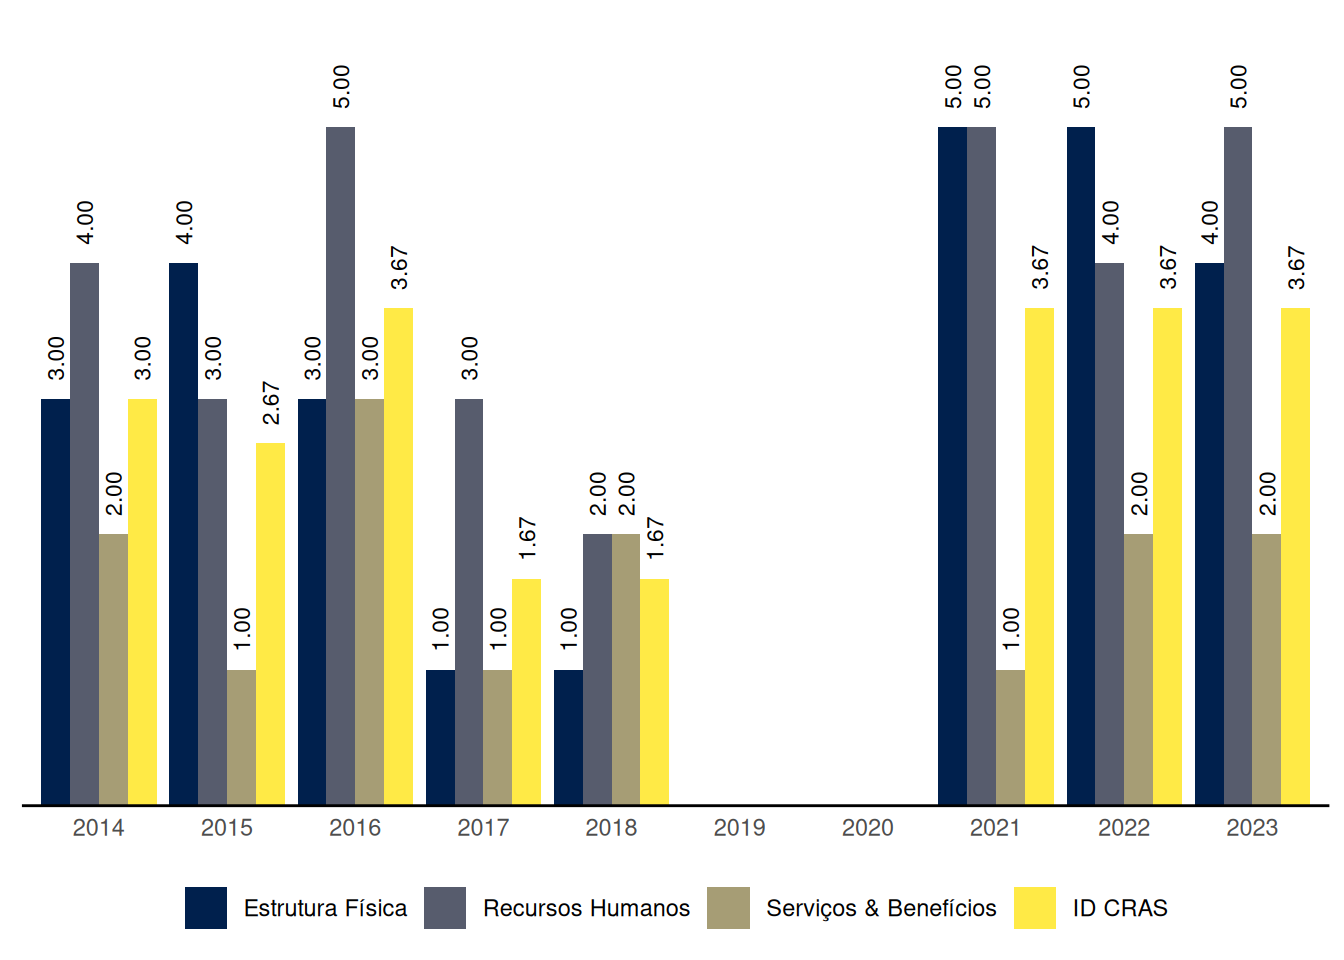 3.00 4.00 2.00 3.00
4.00 3.00 1.00 2.67
3.00 5.00 3.00 3.67
1.00 3.00 1.00 1.67
1.00 2.00 2.00 1.67
5.00 5.00 1.00 3.67
5.00 4.00 2.00 3.67
4.00 5.00 2.00 3.67
2014 2015 2016 2017 2018 2019 2020 2021 2022 2023
Estrutura Física Recursos Humanos Serviços & Benefícios ID CRAS